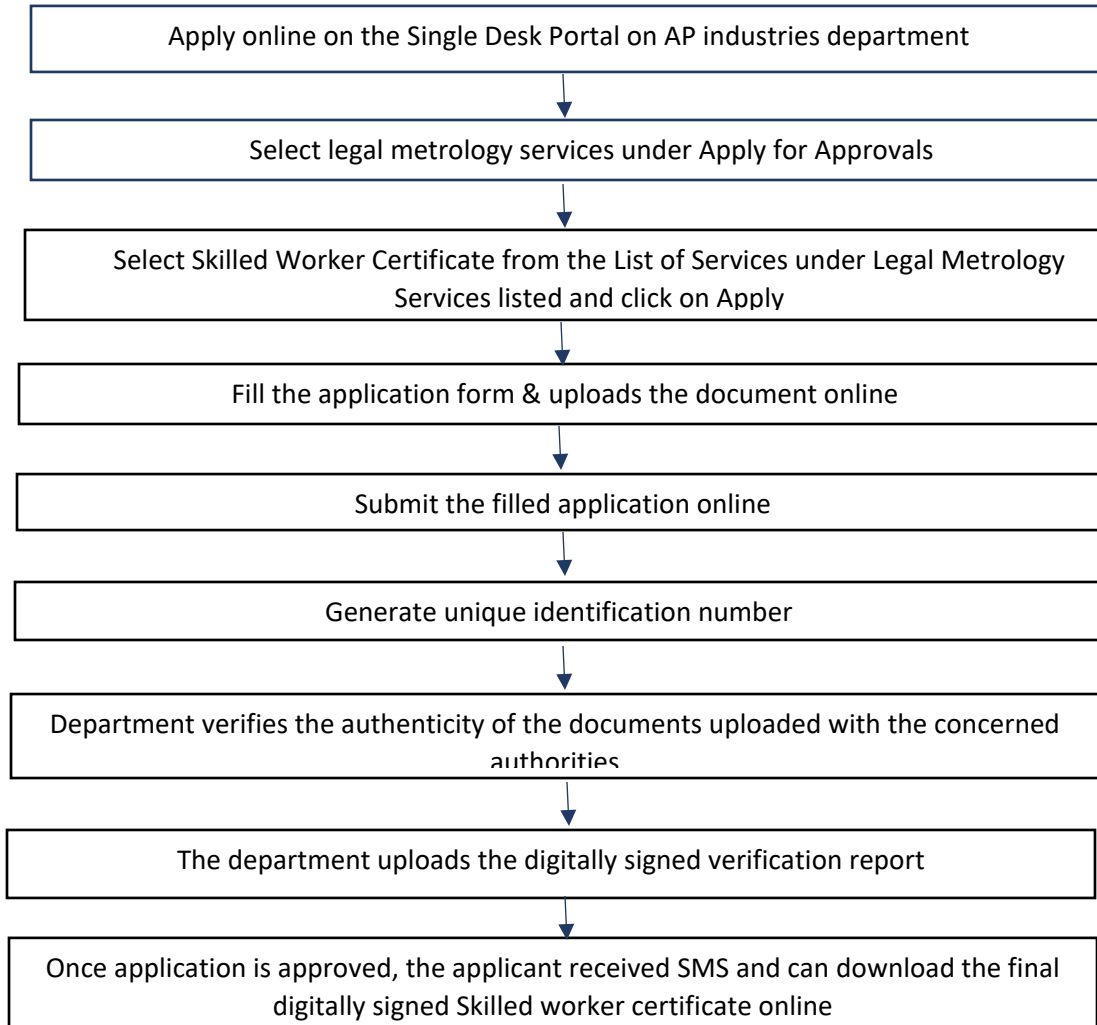 Apply online on the Single Desk Portal on AP industries department
Select legal metrology services under Apply for Approvals
Select Skilled Worker Certificate from the List of Services under Legal Metrology
Services listed and click on Apply
Fill the application form & uploads the document online
Submit the filled application online
Generate unique identification number
Department verifies the authenticity of the documents uploaded with the concerned
authorities
The department uploads the digitally signed verification report
Once application is approved, the applicant received SMS and can download the final
digitally signed Skilled worker certificate online